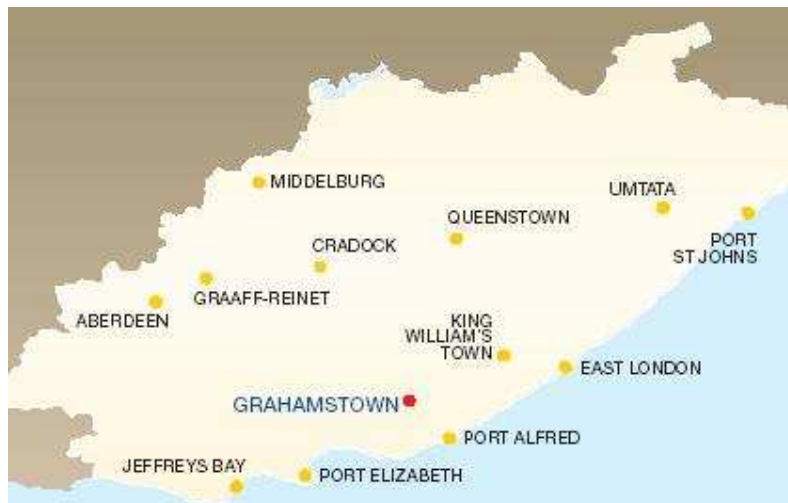 MIDDELBURG
UMTATA
QUEENSTOWN
PORT
ST JOHNS
CRADOCK
GRAAFF-REINET
ABERDEEN
KING
WILLIAM'S
TOWN
EAST LONDON
GRAHAMSTOWN
PORT ALFRED
JEFFREYS BAY
PORT ELIZABETH